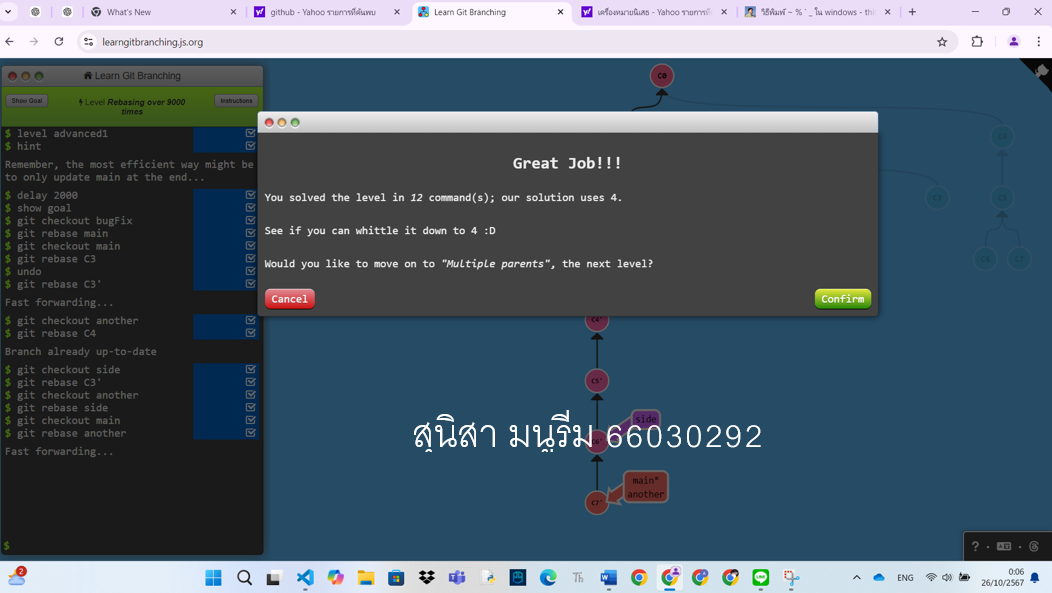 What's New
github - Yahoo รายการที่ค้นพบ
Learn Git Branching
เครื่องหมายนิเสธ - Yahoo รายการที่
วิธีพิมพ์ ~ % ` _ ใน windows - thi
learngitbranching.js.org
Learn Git Branching
Show Goal
Level Rebasing over 9000 times
Instructions
$ level advanced1
$ hint
Remember, the most efficient way might be
to only update main at the end...
$ delay 2000
$ show goal
$ git checkout bugFix
$ git rebase main
$ git checkout main
$ git rebase C3
$ undo
$ git rebase C3'
Fast forwarding...
$ git checkout another
$ git rebase C4
Branch already up-to-date
$ git checkout side
$ git rebase C3'
$ git checkout another
$ git rebase side
$ git checkout main
$ git rebase another
Fast forwarding...
$
C0
Great Job!!!
You solved the level in 12 command(s); our solution uses 4.
See if you can whittle it down to 4 :D
Would you like to move on to "Multiple parents", the next level?
Cancel
Confirm
C4'
C5'
side
C6'
สุนิสา มนูรีม 66030292
main*
another
C7'
2
ENG
0:06
26/10/2567